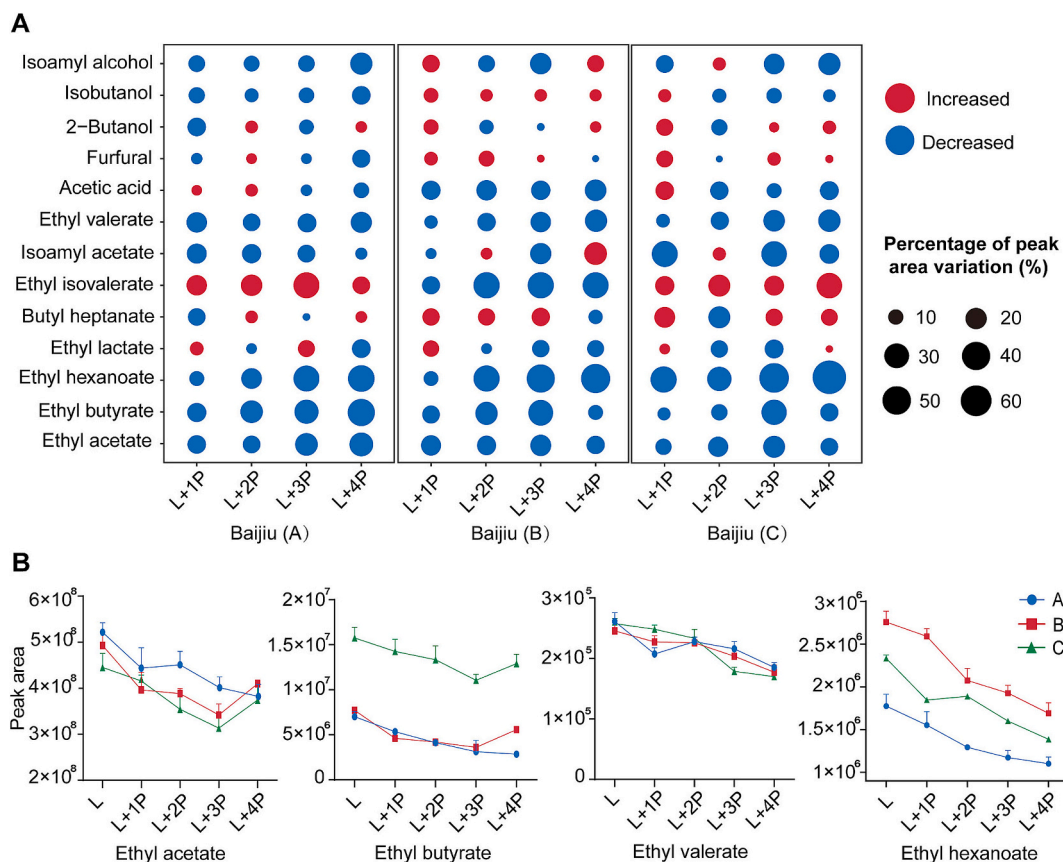 A
Isoamyl alcohol
Isobutanol
2−Butanol
Furfural
Acetic acid
Ethyl valerate
Isoamyl acetate
Ethyl isovalerate
Butyl heptanate
Ethyl lactate
Ethyl hexanoate
Ethyl butyrate
Ethyl acetate
L+1P L+2P L+3P L+4P L+1P L+2P L+3P L+4P L+1P L+2P L+3P L+4P
Baijiu (A) Baijiu (B) Baijiu (C)
Increased
Decreased
Percentage of peak
area variation (%)
10 20
30 40
50 60
B
Peak area
6×10⁸
5×10⁸
4×10⁸
3×10⁸
2×10⁸
L L+1P L+2P L+3P L+4P
Ethyl acetate
2×10⁷
1×10⁷
1×10⁷
5×10⁶
0
L L+1P L+2P L+3P L+4P
Ethyl butyrate
3×10⁵
2×10⁵
1×10⁵
0
L L+1P L+2P L+3P L+4P
Ethyl valerate
3×10⁶
2×10⁶
2×10⁶
1×10⁶
L L+1P L+2P L+3P L+4P
Ethyl hexanoate
A
B
C